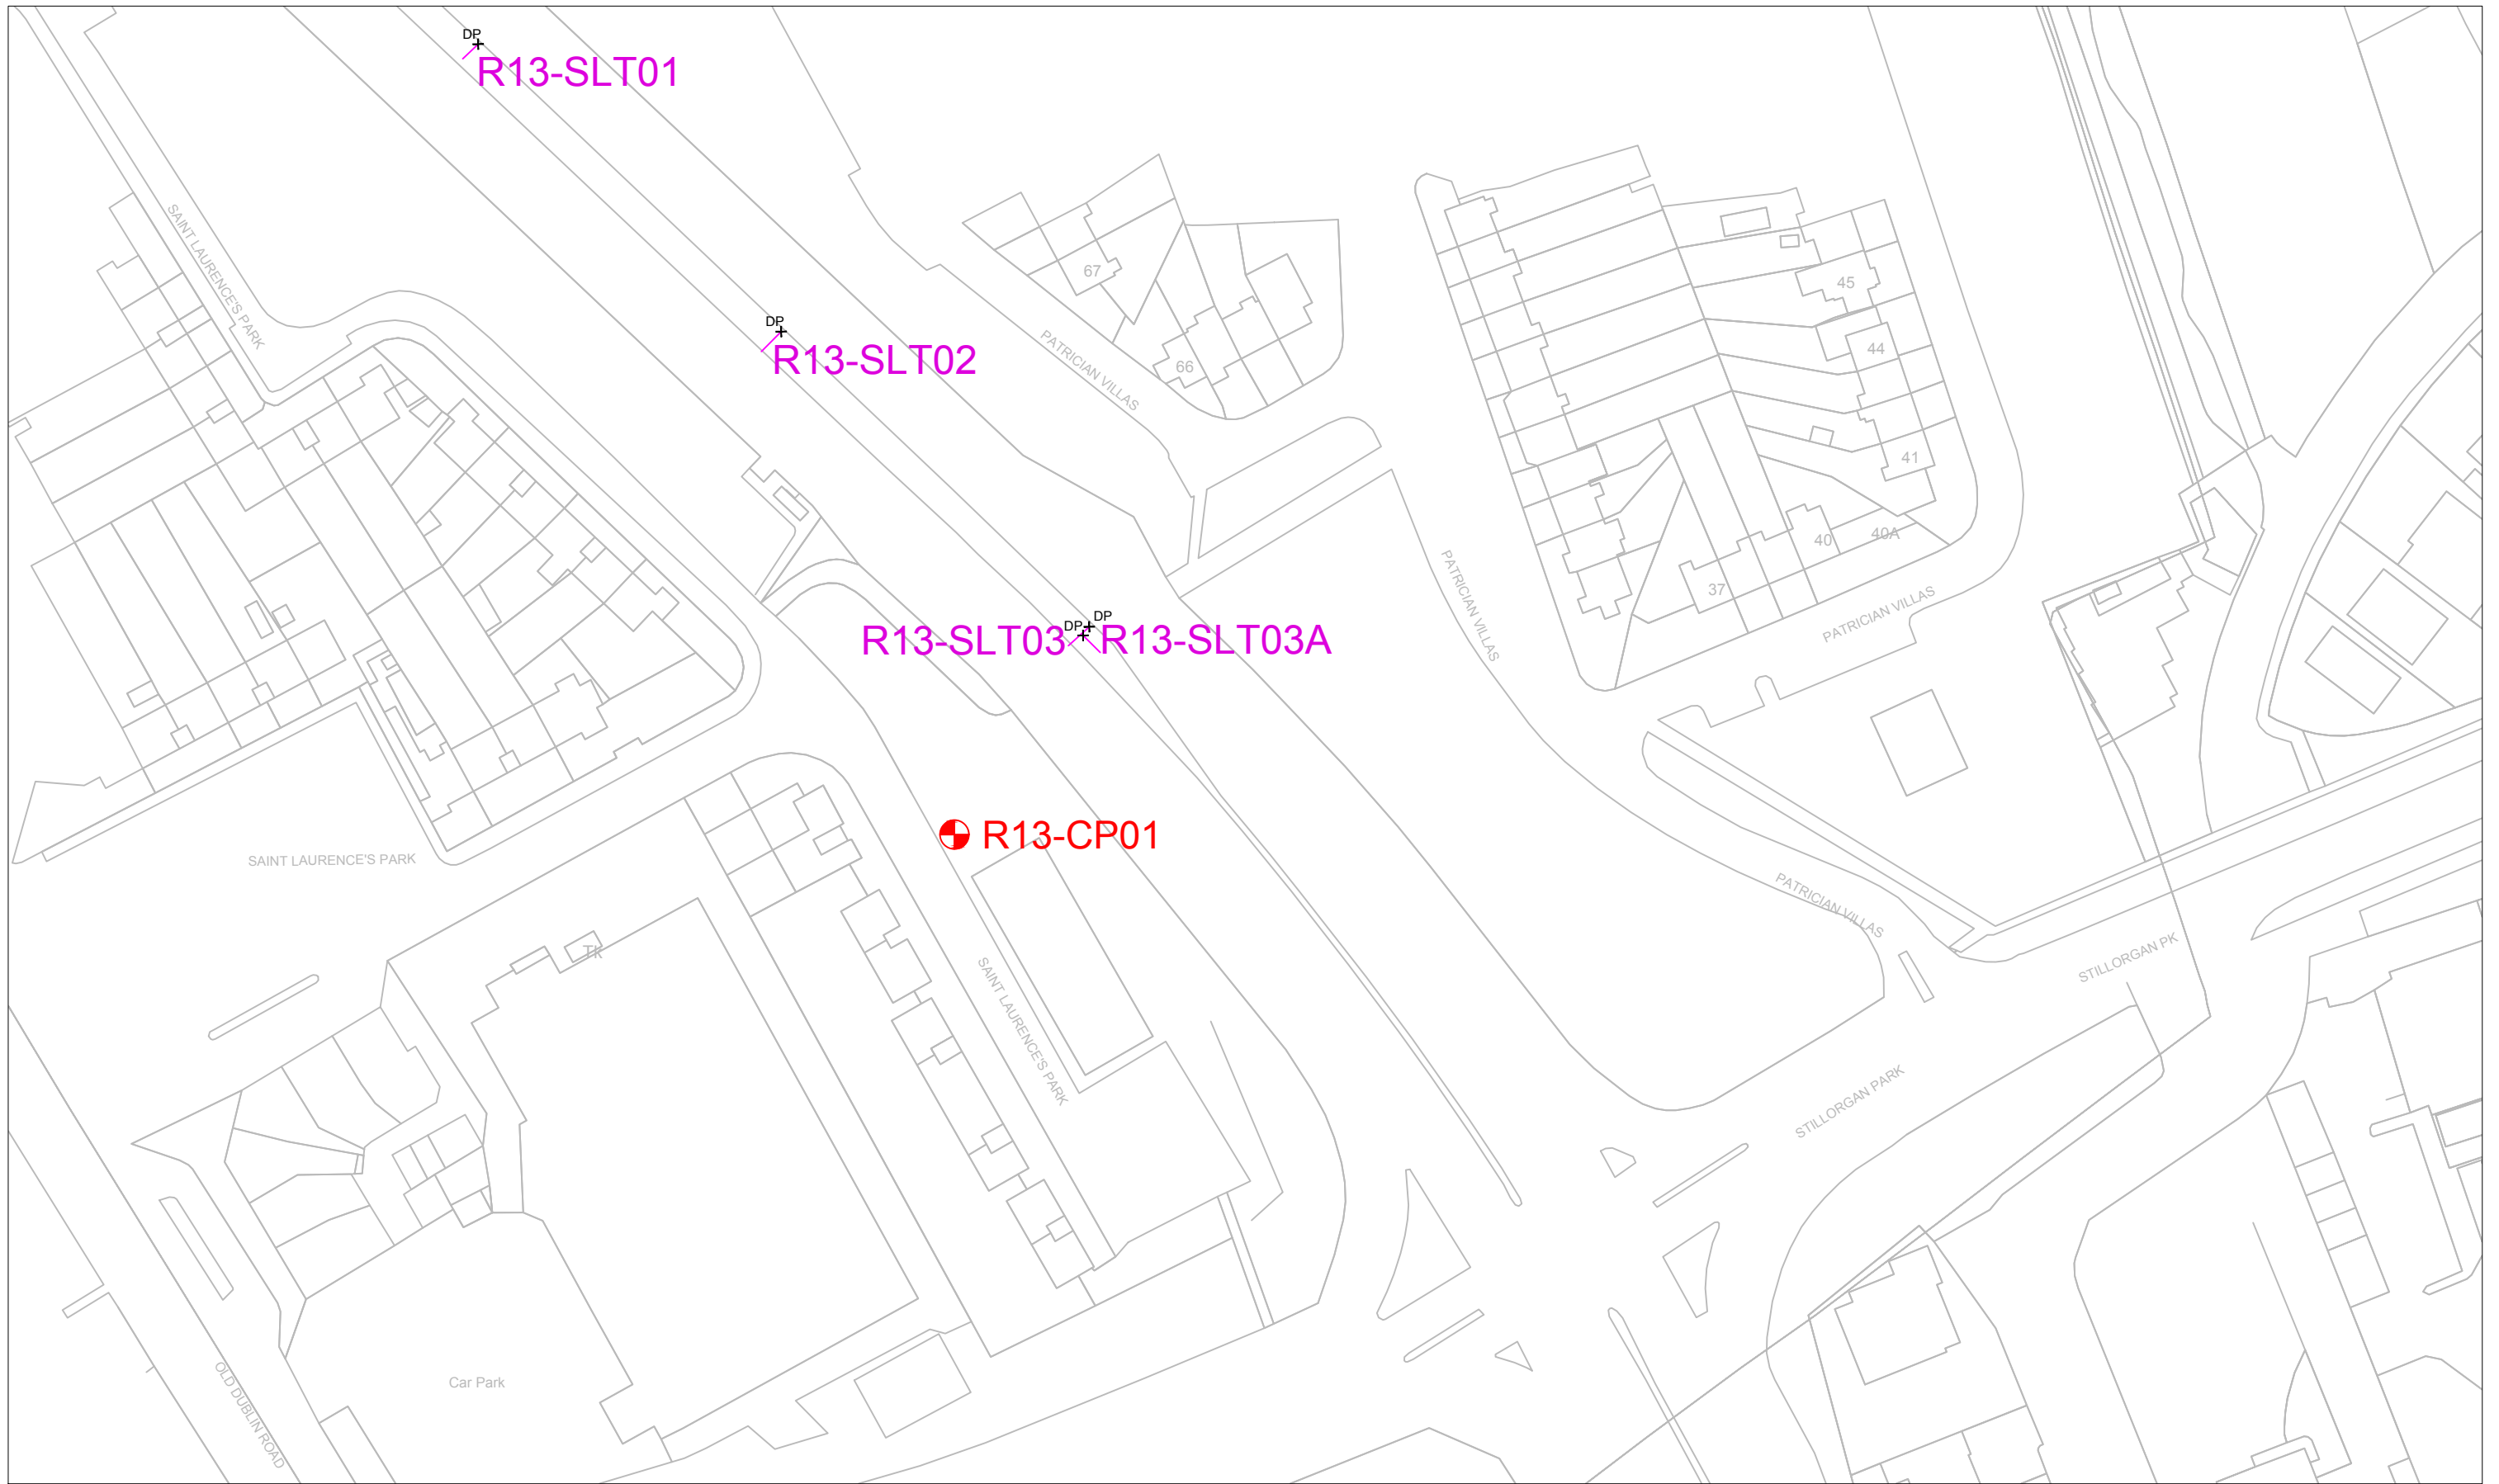 DP
R13-SLT01
SAINT LAURENCE'S PARK
DP
R13-SLT02
67
66
PATRICIAN VILLAS
45
44
41
40
40A
37
PATRICIAN VILLAS
PATRICIAN VILLAS
DP
DP
R13-SLT03
R13-SLT03A
R13-CP01
SAINT LAURENCE'S PARK
Tk
SAINT LAURENCE'S PARK
PATRICIAN VILLAS
STILLORGAN PK
STILLORGAN PARK
Car Park
OLD DUBLIN ROAD